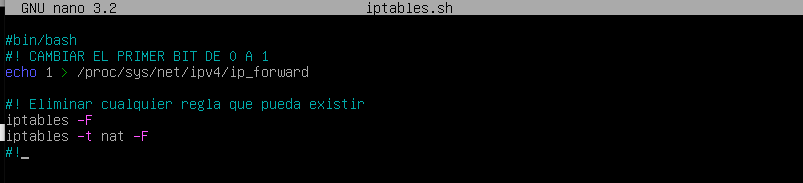 GNU nano 3.2 iptables.sh
#bin/bash
#! CAMBIAR EL PRIMER BIT DE 0 A 1
echo 1 > /proc/sys/net/ipv4/ip_forward
#! Eliminar cualquier regla que pueda existir
iptables -F
iptables -t nat -F
#!_